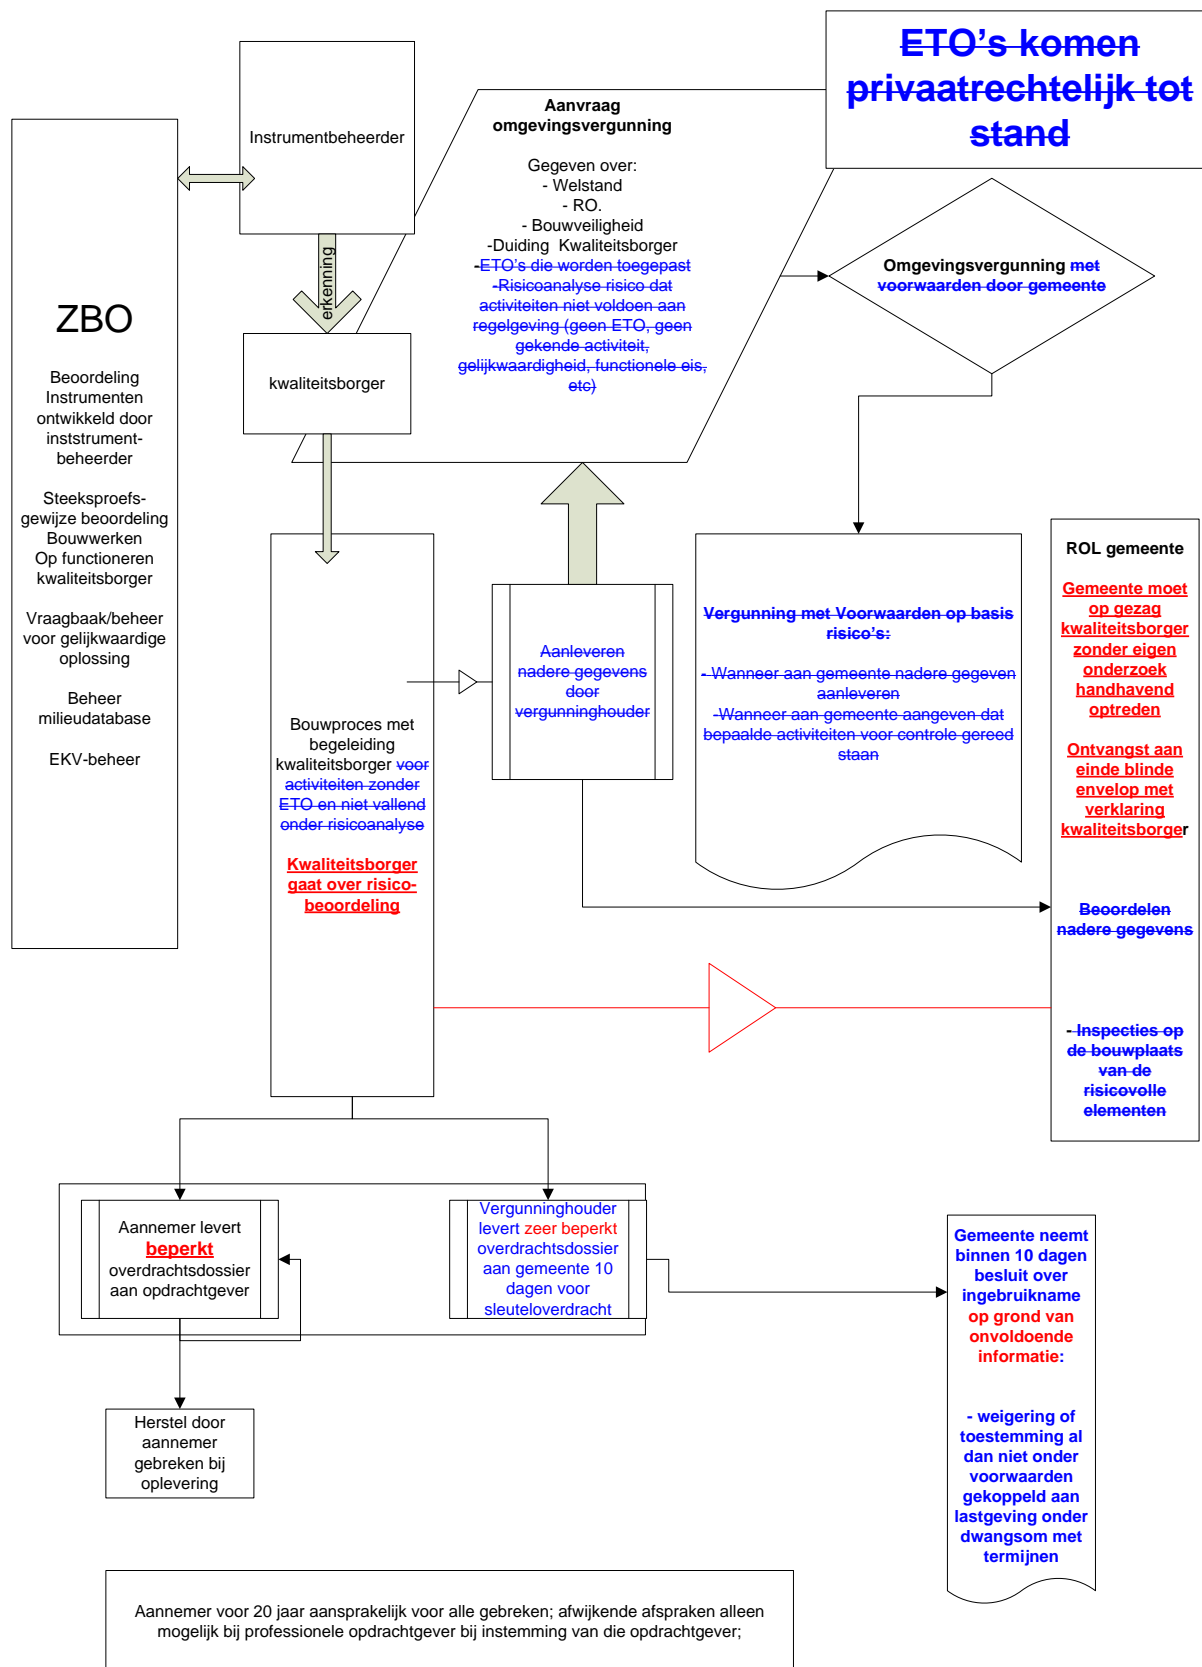 ETO's komen
privaatrechtelijk tot
stand
Instrumentbeheerder
Aanvraag
omgevingsvergunning
Gegeven over:
- Welstand
- RO.
- Bouwveiligheid
-Duiding Kwaliteitsborger
-ETO's die worden toegepast
-Risicoanalyse risico dat
activiteiten niet voldoen aan
regelgeving (geen ETO, geen
gekende activiteit,
gelijkwaardigheid, functionele eis,
etc)
Omgevingsvergunning met
voorwaarden door gemeente
erkenning
kwaliteitsborger
ZBO
Beoordeling
Instrumenten
ontwikkeld door
inststrument-
beheerder
Steeksproefs-
gewijze beoordeling
Bouwwerken
Op functioneren
kwaliteitsborger
Vraagbaak/beheer
voor gelijkwaardige
oplossing
Beheer
milieudatabase
EKV-beheer
Bouwproces met
begeleiding
kwaliteitsborger voor
activiteiten zonder
ETO en niet vallend
onder risicoanalyse
Kwaliteitsborger
gaat over risico-
beoordeling
Aanleveren
nadere gegevens
door
vergunninghouder
Vergunning met Voorwaarden op basis
risico's:
- Wanneer aan gemeente nadere gegeven
aanleveren
-Wanneer aan gemeente aangeven dat
bepaalde activiteiten voor controle gereed
staan
ROL gemeente
Gemeente moet
op gezag
kwaliteitsborger
zonder eigen
onderzoek
handhavend
optreden
Ontvangst aan
einde blinde
envelop met
verklaring
kwaliteitsborger
Beoordelen
nadere gegevens
- Inspecties op
de bouwplaats
van de
risicovolle
elementen
Aannemer levert
beperkt
overdrachtsdossier
aan opdrachtgever
Vergunninghouder
levert zeer beperkt
overdrachtsdossier
aan gemeente 10
dagen voor
sleuteloverdracht
Gemeente neemt
binnen 10 dagen
besluit over
ingebruikname
op grond van
onvoldoende
informatie:
- weigering of
toestemming al
dan niet onder
voorwaarden
gekoppeld aan
lastgeving onder
dwangsom met
termijnen
Herstel door
aannemer
gebreken bij
oplevering
Aannemer voor 20 jaar aansprakelijk voor alle gebreken; afwijkende afspraken alleen
mogelijk bij professionele opdrachtgever bij instemming van die opdrachtgever;